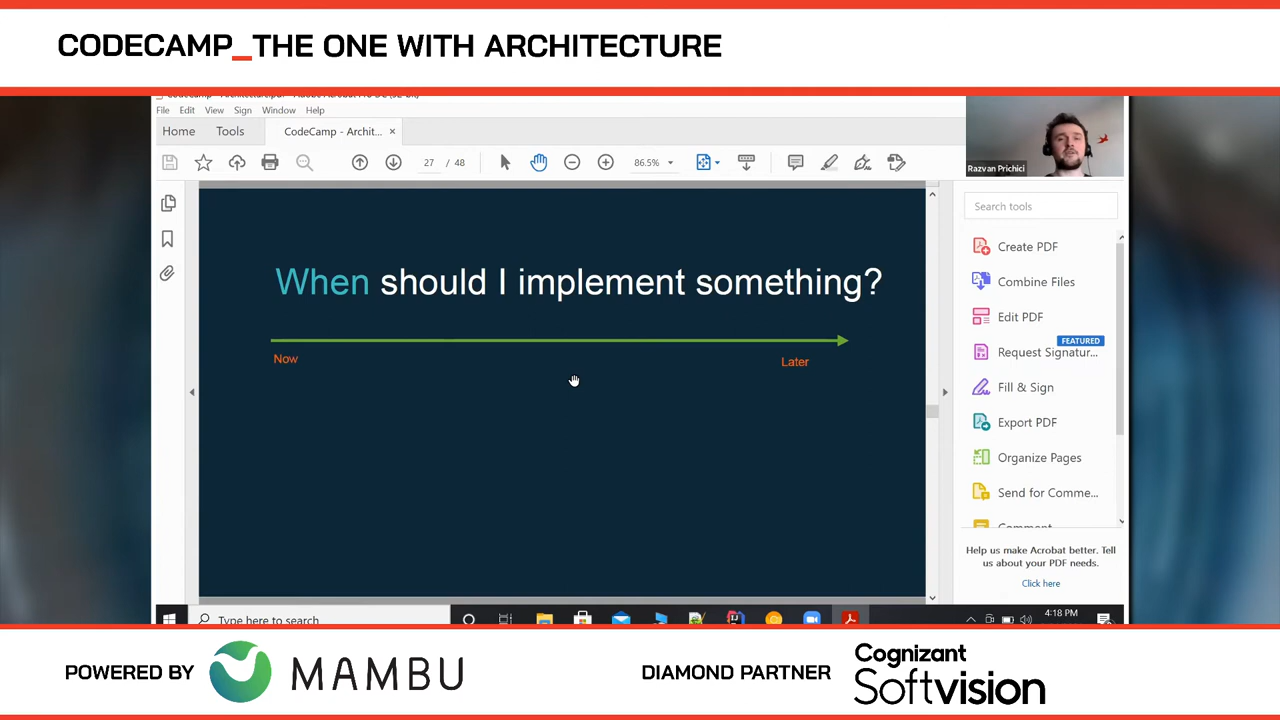 CODECAMP_THE ONE WITH ARCHITECTURE
File Edit View Sign Window Help
Home Tools CodeCamp - Archit... ×
27 / 48 86.5%
Razvan Prichici
When should I implement something?
Now Later
Search tools
Create PDF
Combine Files
Edit PDF
FEATURED
Request Signatur...
Fill & Sign
Export PDF
Organize Pages
Send for Comme...
Comment
Help us make Acrobat better. Tell
us about your PDF needs.
Click here
Type here to search
4:18 PM
POWERED BY MAMBU
DIAMOND PARTNER
Cognizant
Softvision